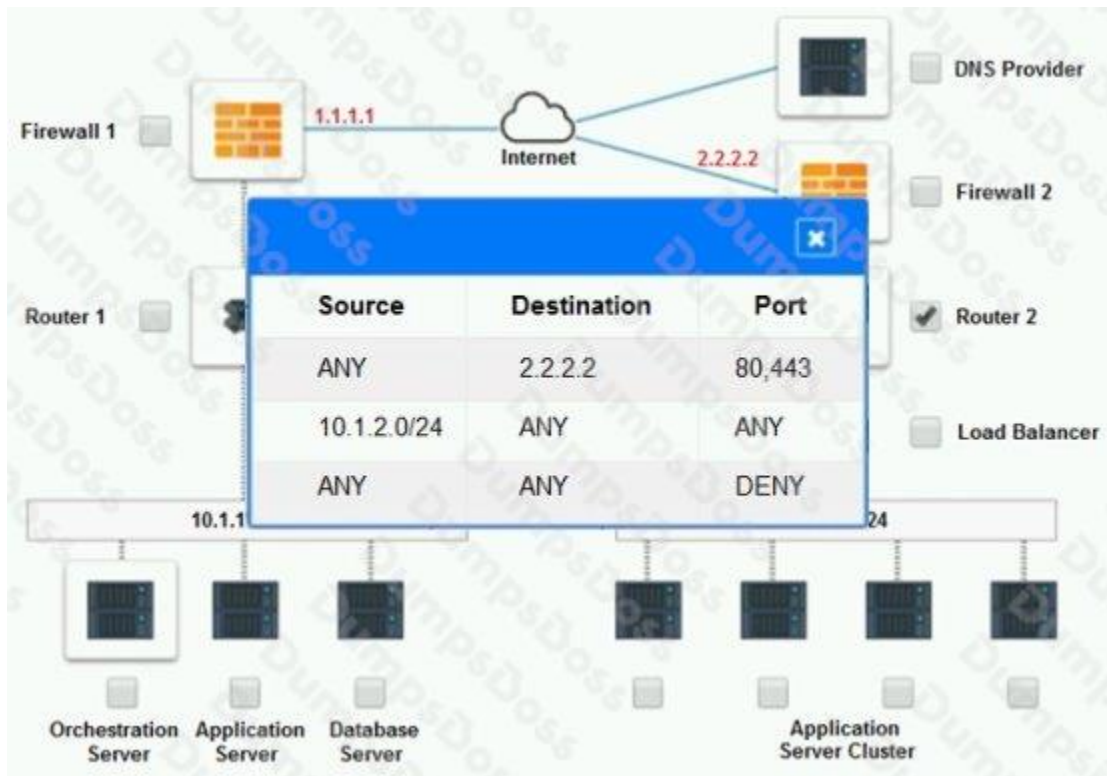 DNS Provider
Firewall 1
1.1.1.1
Internet
2.2.2.2
Firewall 2
Source Destination Port
Router 1
Router 2
ANY 2.2.2.2 80,443
10.1.2.0/24 ANY ANY
Load Balancer
ANY ANY DENY
10.1.1
24
Orchestration Server
Application Server
Database Server
Application Server Cluster
DumpsDoss